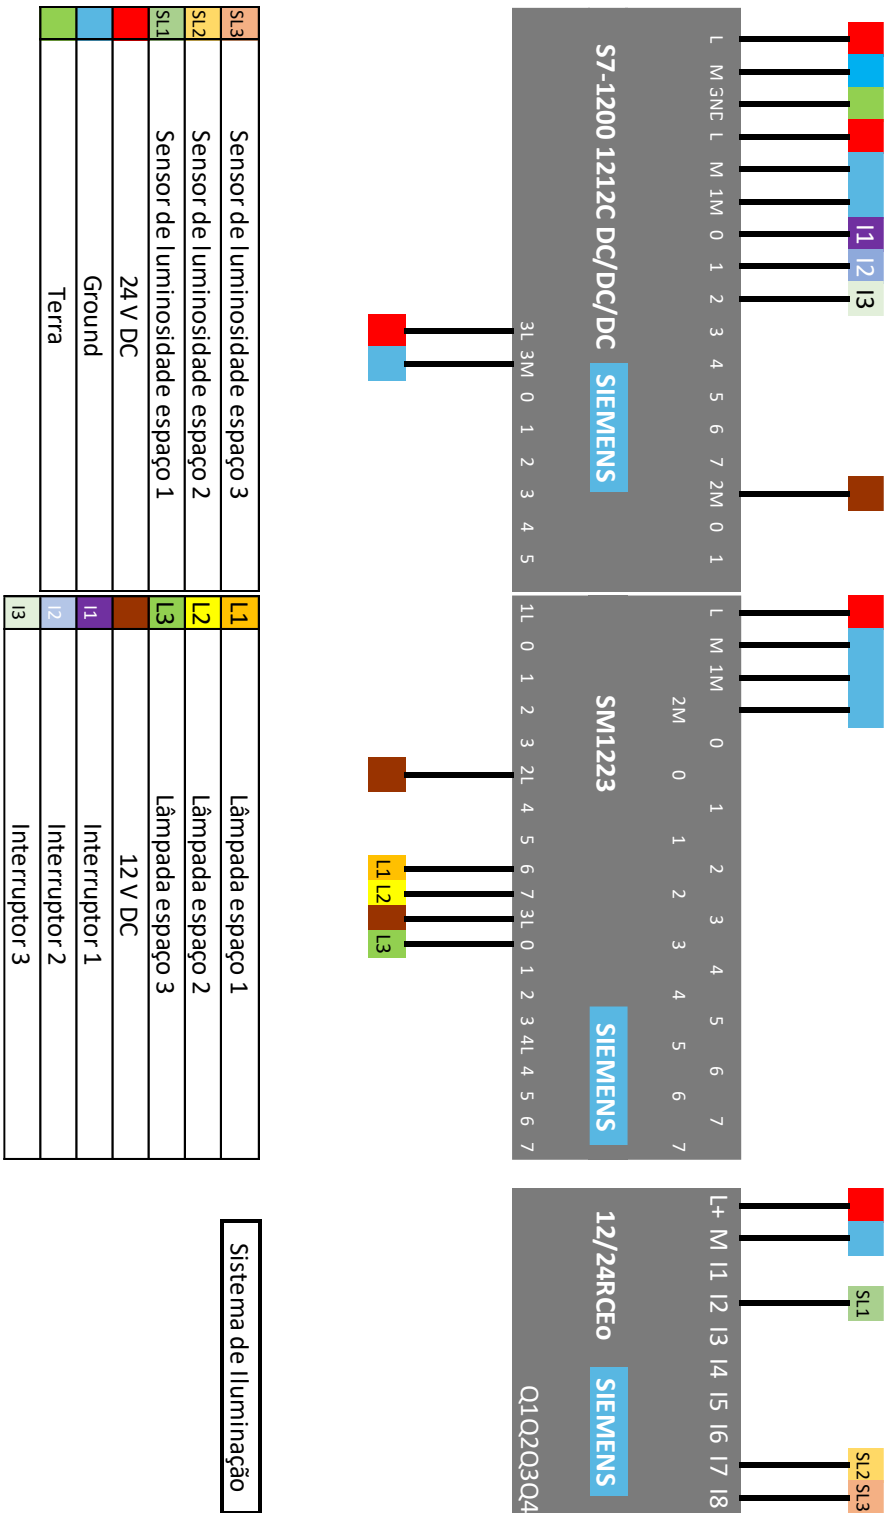 I1 I2 I3
SL1 SL2 SL3
L M GND L M 1M 0 1 2 3 4 5 6 7 2M 0 1
S7-1200 1212C DC/DC/DC SIEMENS
3L 3M 0 1 2 3 4 5
L M 1M 0 1 2 3 4 5 6 7
2M 0 1 2 3 4 5 6 7
SM1223 SIEMENS
1L 0 1 2 3 2L 4 5 6 7 3L 0 1 2 3 4L 4 5 6 7
L1 L2 L3
L+ M I1 I2 I3 I4 I5 I6 I7 I8
12/24RCEo SIEMENS
Q1Q2Q3Q4
SL3 Sensor de luminosidade espaço 3
SL2 Sensor de luminosidade espaço 2
SL1 Sensor de luminosidade espaço 1
24 V DC
Ground
Terra
L1 Lâmpada espaço 1
L2 Lâmpada espaço 2
L3 Lâmpada espaço 3
12 V DC
I1 Interruptor 1
I2 Interruptor 2
I3 Interruptor 3
Sistema de Iluminação